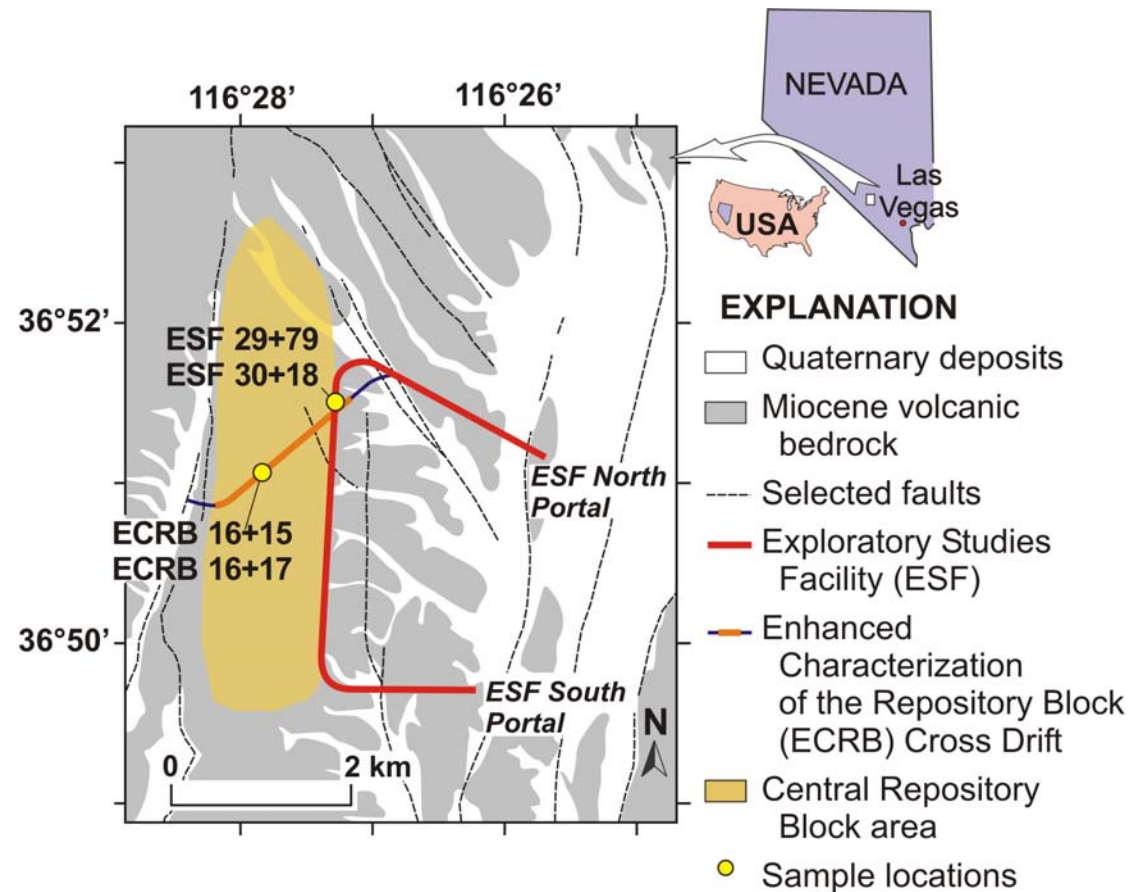 116°28’
116°26’
36°52’
36°50’
ESF 29+79
ESF 30+18
ECRB 16+15
ECRB 16+17
ESF North
Portal
ESF South
Portal
N
0
2 km
NEVADA
Las
Vegas
USA
EXPLANATION
Quaternary deposits
Miocene volcanic
bedrock
Selected faults
Exploratory Studies
Facility (ESF)
Enhanced
Characterization
of the Repository Block
(ECRB) Cross Drift
Central Repository
Block area
Sample locations